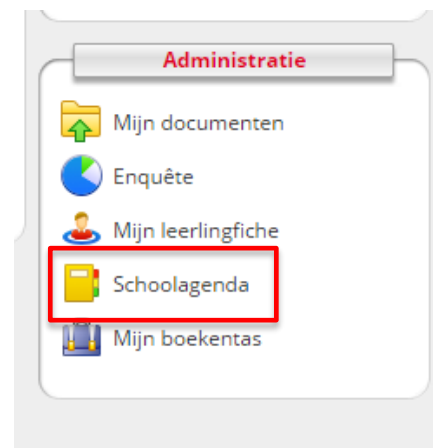 Administratie
Mijn documenten
Enquête
Mijn leerlingfiche
Schoolagenda
Mijn boekentas